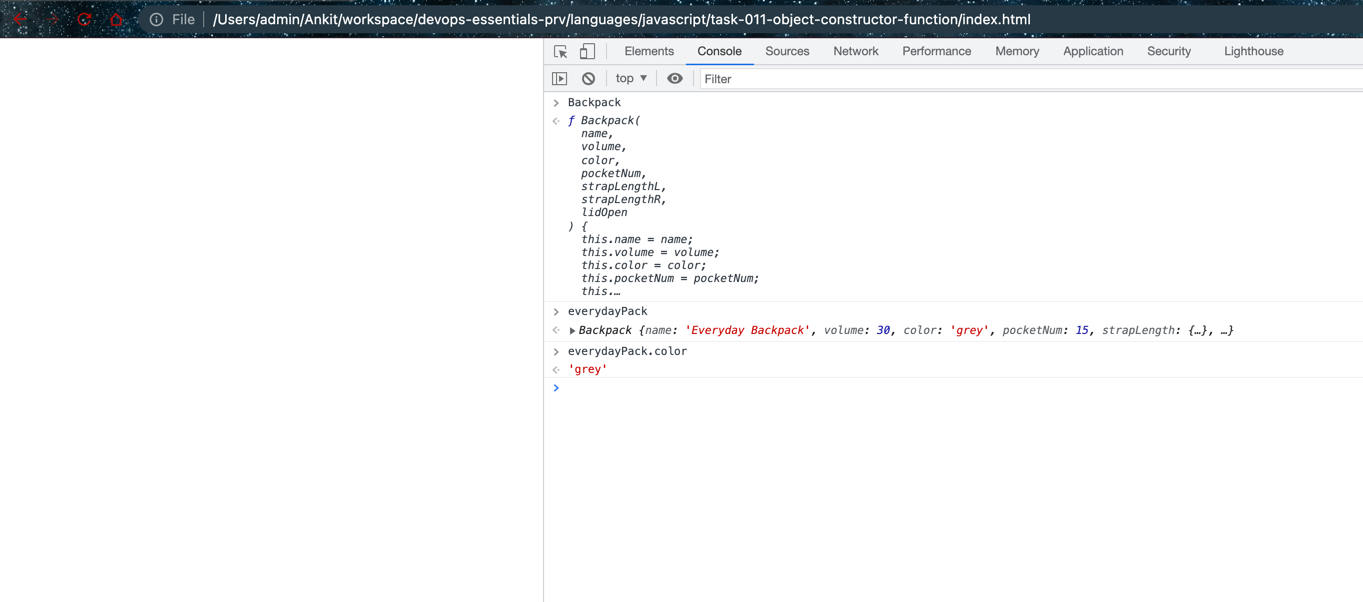 File /Users/admin/Ankit/workspace/devops-essentials-prv/languages/javascript/task-011-object-constructor-function/index.html
Elements Console Sources Network Performance Memory Application Security Lighthouse
top ▼ Filter
> Backpack
ƒ Backpack(
name,
volume,
color,
pocketNum,
strapLengthL,
strapLengthR,
lidOpen
) {
this.name = name;
this.volume = volume;
this.color = color;
this.pocketNum = pocketNum;
this.…
> everydayPack
▶ Backpack {name: 'Everyday Backpack', volume: 30, color: 'grey', pocketNum: 15, strapLength: {…}, …}
> everydayPack.color
'grey'
>